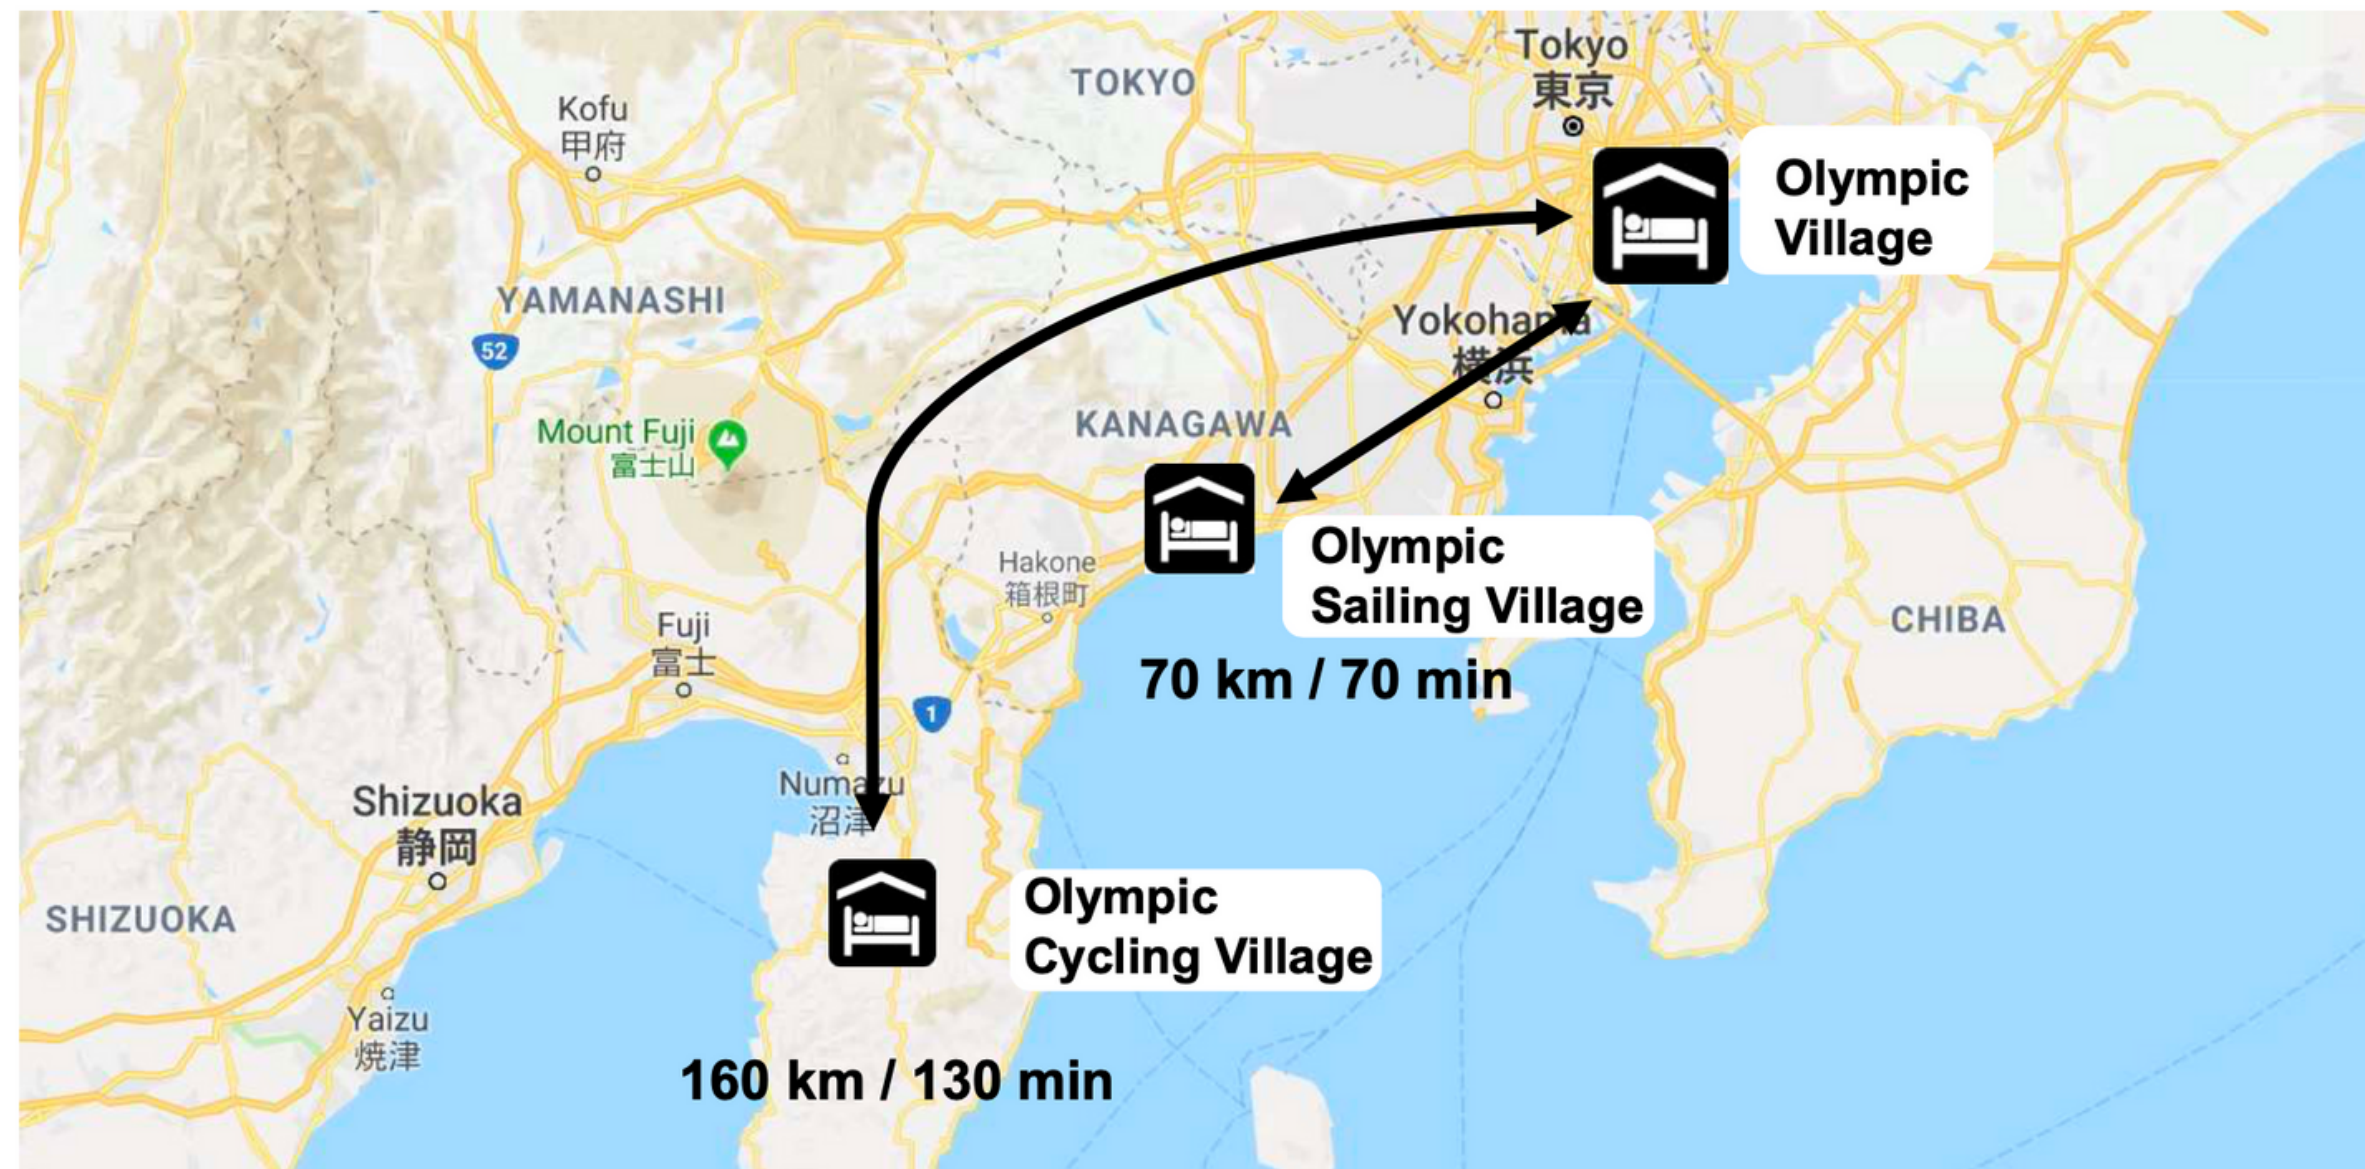 Tokyo
東京
TOKYO
Kofu
甲府
Olympic
Village
YAMANASHI
52
Yokohama
横浜
Mount Fuji
富士山
KANAGAWA
Hakone
箱根町
Olympic
Sailing Village
CHIBA
Fuji
富士
70 km / 70 min
1
Numazu
沼津
Shizuoka
静岡
SHIZUOKA
Olympic
Cycling Village
Yaizu
焼津
160 km / 130 min